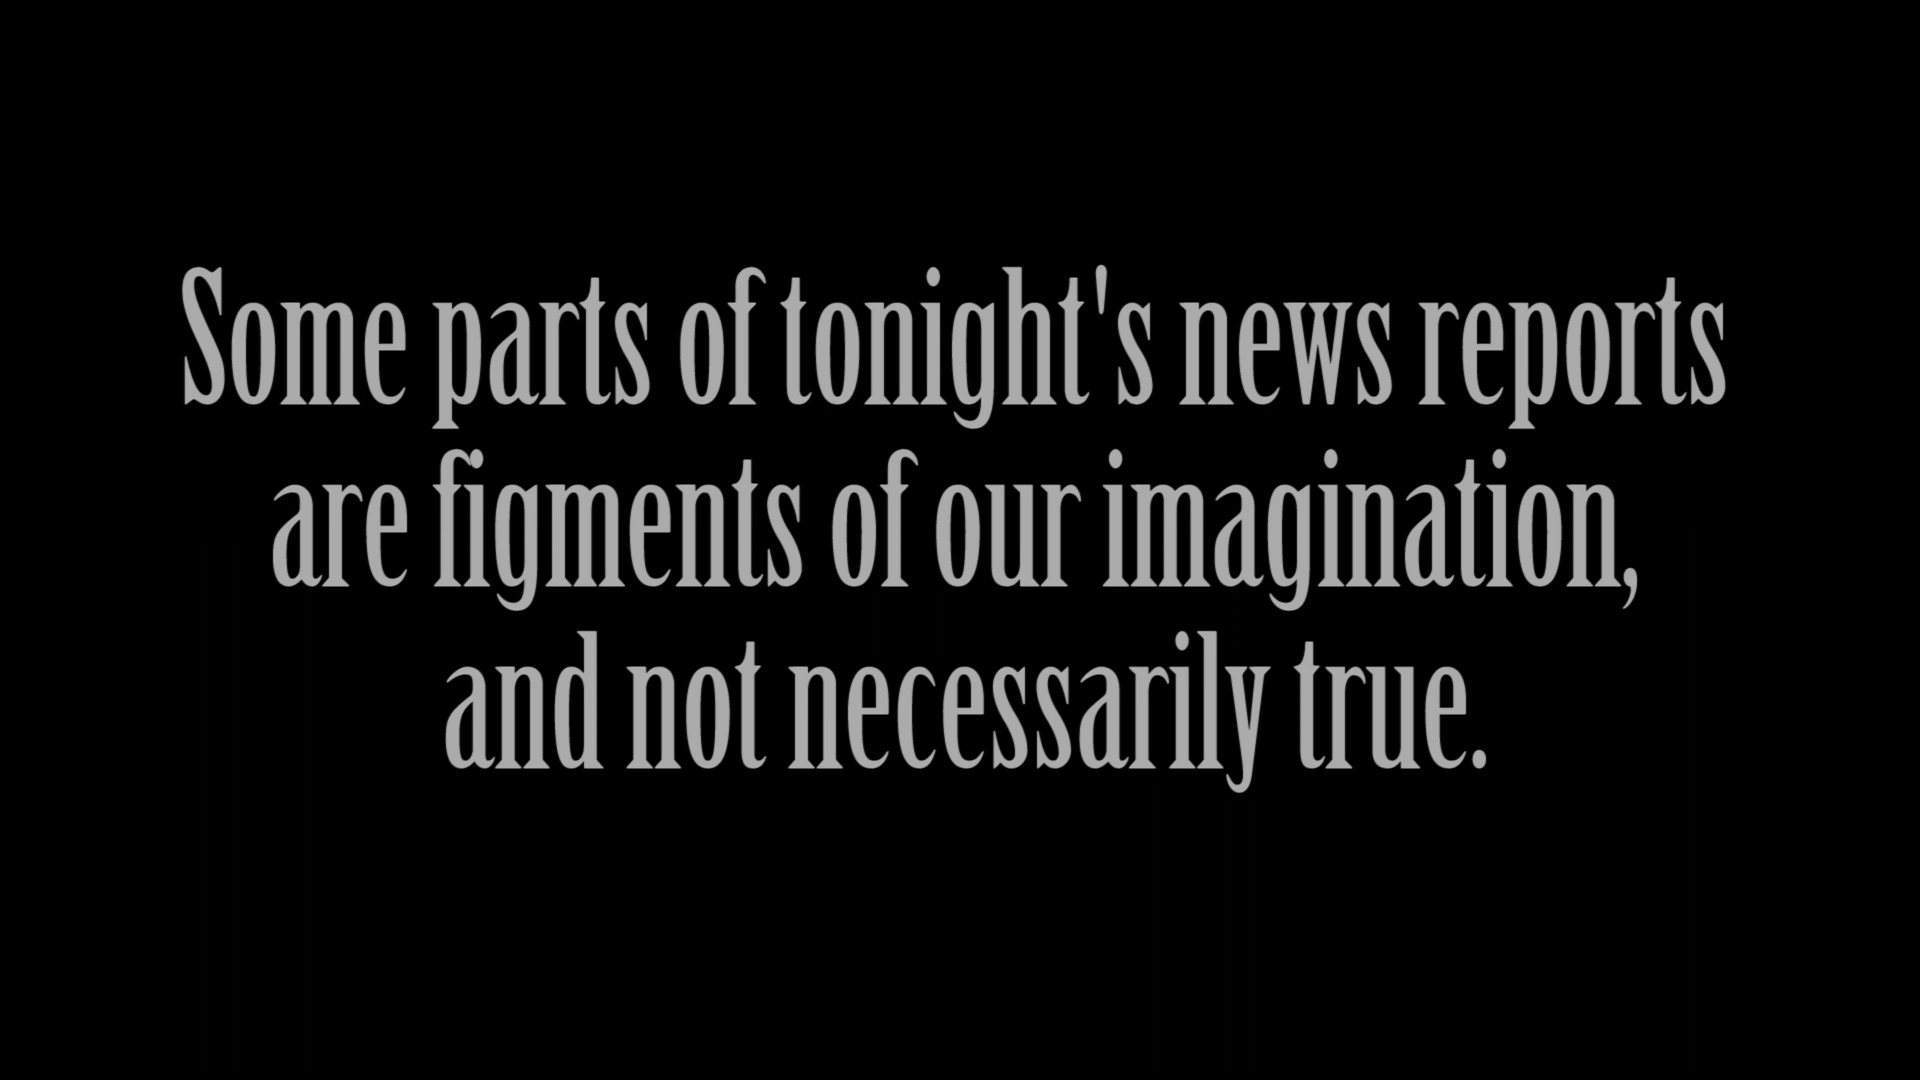 Some parts of tonight's news reports
are figments of our imagination,
and not necessarily true.